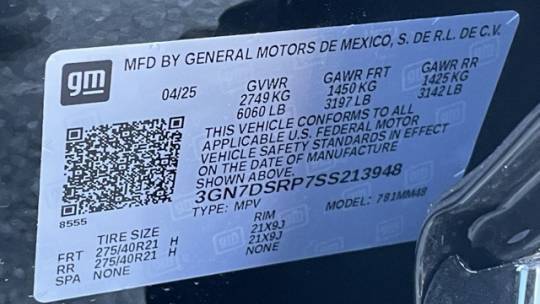 gm MFD BY GENERAL MOTORS DE MEXICO, S. DE R.L. DE C.V.
04/25 GVWR GAWR FRT GAWR RR
2749 KG 1450 KG 1425 KG
6060 LB 3197 LB 3142 LB
THIS VEHICLE CONFORMS TO ALL
APPLICABLE U.S. FEDERAL MOTOR
VEHICLE SAFETY STANDARDS IN EFFECT
ON THE DATE OF MANUFACTURE
SHOWN ABOVE.
3GN7DSRP7SS213948
8555 TYPE: MPV MODEL: 781MM48
TIRE SIZE RIM
FRT 275/40R21 H 21X9J
RR 275/40R21 H 21X9J
SPA NONE NONE